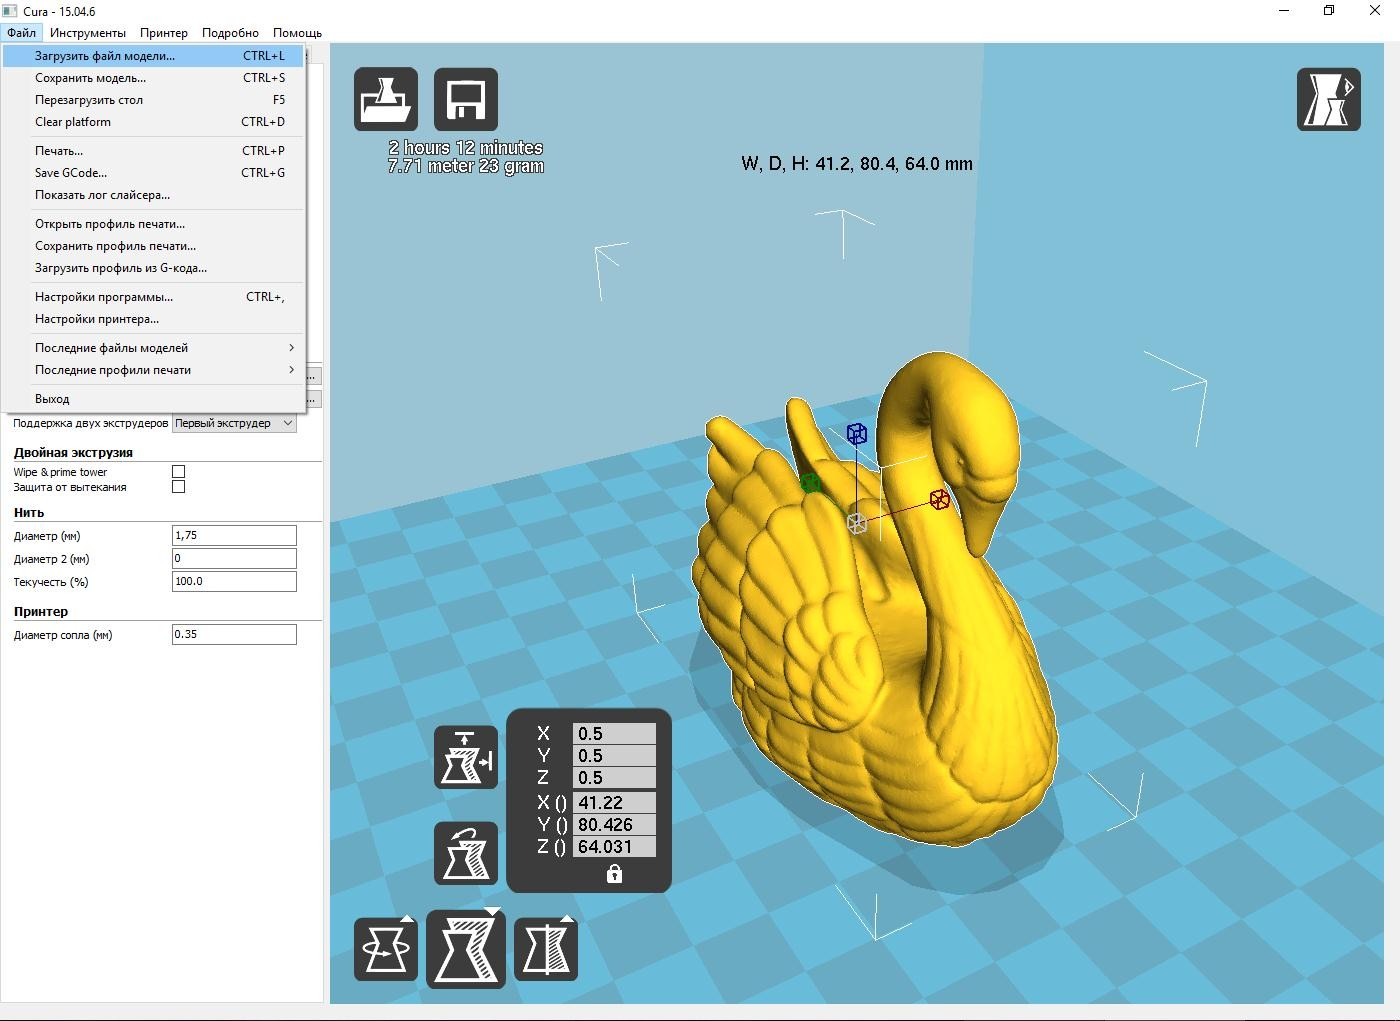 Cura - 15.04.6
Файл Инструменты Принтер Подробно Помощь
Загрузить файл модели... CTRL+L
Сохранить модель... CTRL+S
Перезагрузить стол F5
Clear platform CTRL+D
Печать... CTRL+P
Save GCode... CTRL+G
Показать лог слайсера...
Открыть профиль печати...
Сохранить профиль печати...
Загрузить профиль из G-кода...
Настройки программы... CTRL+,
Настройки принтера...
Последние файлы моделей
Последние профили печати
Выход
...
...
Поддержка двух экструдеров Первый экструдер
Двойная экструзия
Wipe & prime tower
Защита от вытекания
Нить
Диаметр (мм) 1,75
Диаметр 2 (мм) 0
Текучесть (%) 100.0
Принтер
Диаметр сопла (мм) 0.35
2 hours 12 minutes
7.71 meter 23 gram
W, D, H: 41.2, 80.4, 64.0 mm
X 0.5
Y 0.5
Z 0.5
X () 41.22
Y () 80.426
Z () 64.031